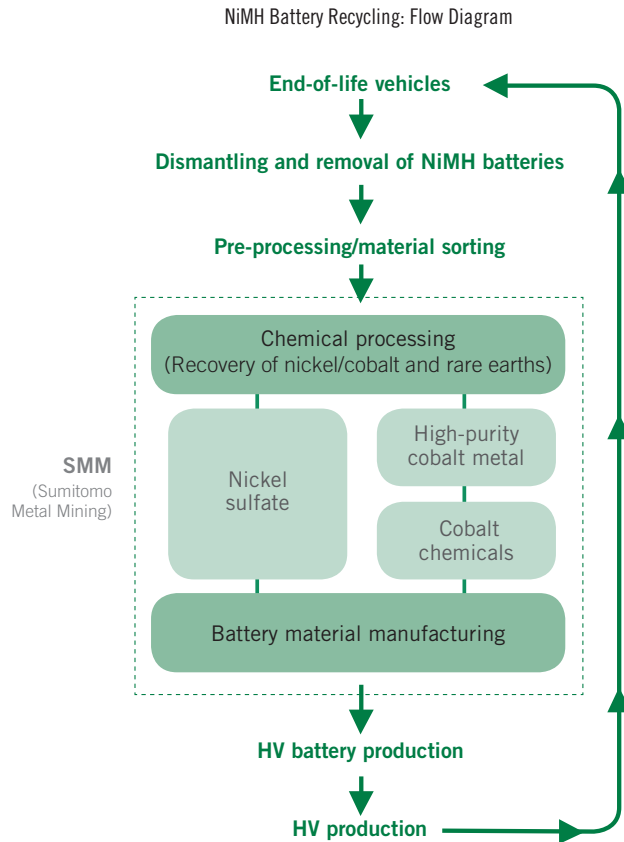 NiMH Battery Recycling: Flow Diagram
End-of-life vehicles
Dismantling and removal of NiMH batteries
Pre-processing/material sorting
Chemical processing
(Recovery of nickel/cobalt and rare earths)
High-purity
cobalt metal
SMM
(Sumitomo
Metal Mining)
Nickel
sulfate
Cobalt
chemicals
Battery material manufacturing
HV battery production
HV production